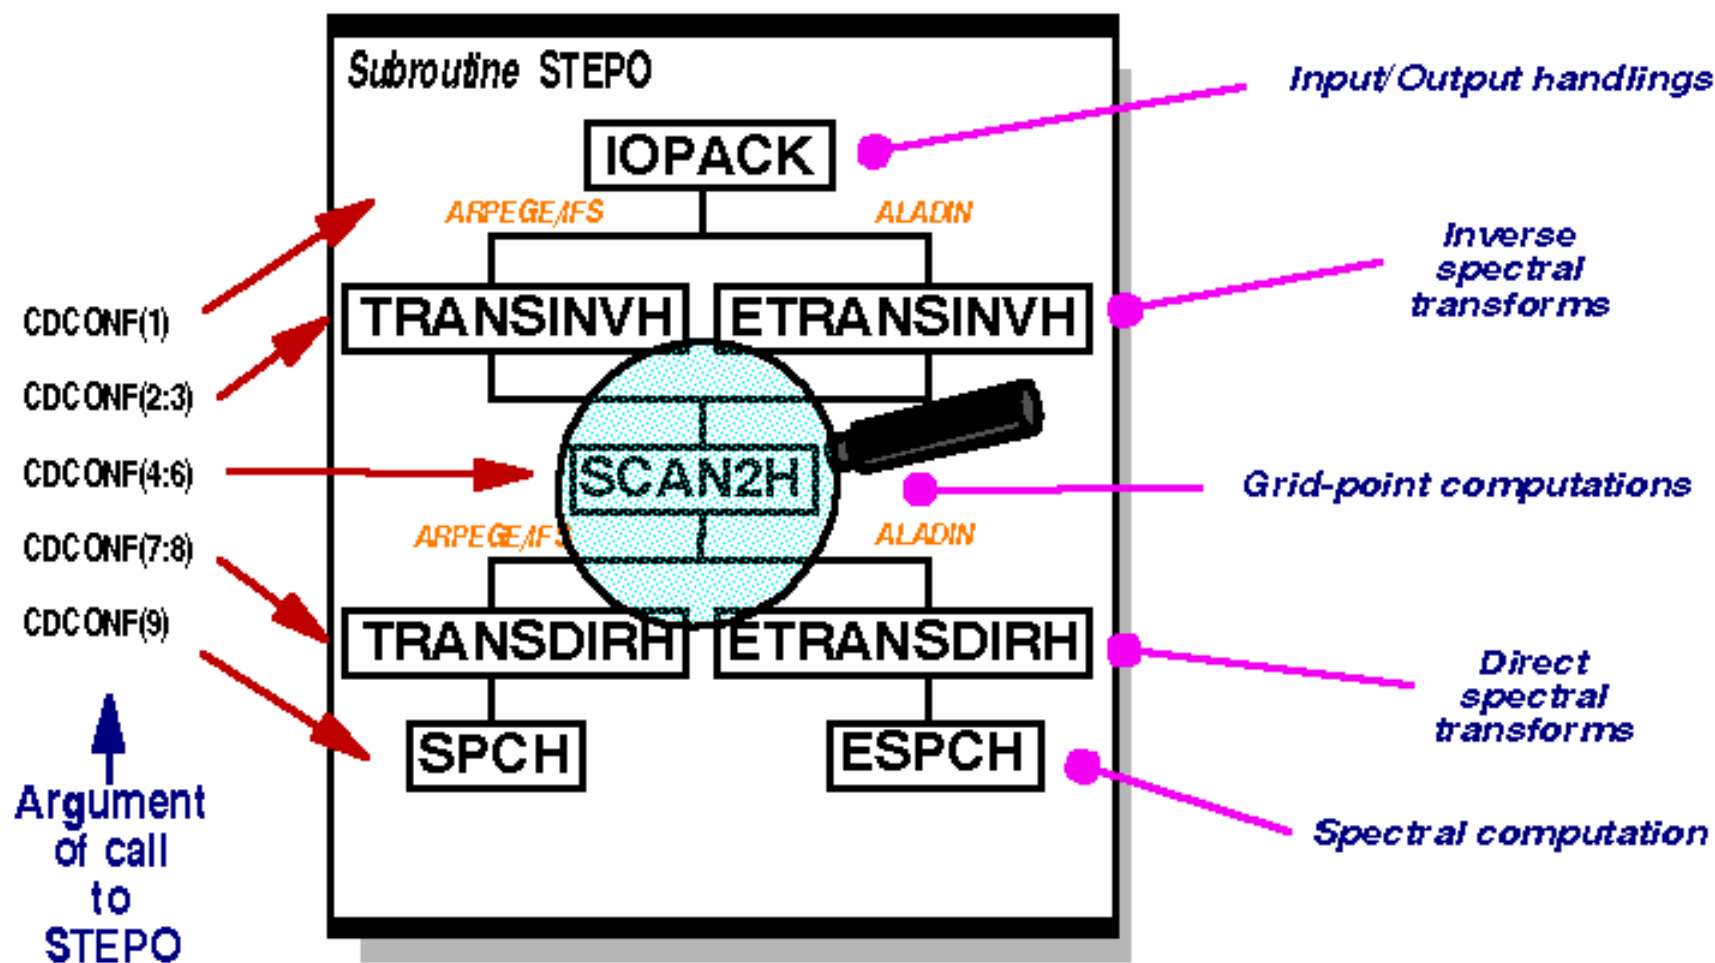 Subroutine STEPO
Input/Output handlings
IOPACK
ARPEGE/IFS
ALADIN
Inverse
spectral
transforms
CDCONF(1)
TRANSINVH
ETRANSINVH
CDCONF(2:3)
CDCONF(4:6)
SCAN2H
Grid-point computations
ARPEGE/IFS
ALADIN
CDCONF(7:8)
CDCONF(9)
TRANSDIRH
ETRANSDIRH
Direct
spectral
transforms
SPCH
ESPCH
Argument
of call
to
STEPO
Spectral computation